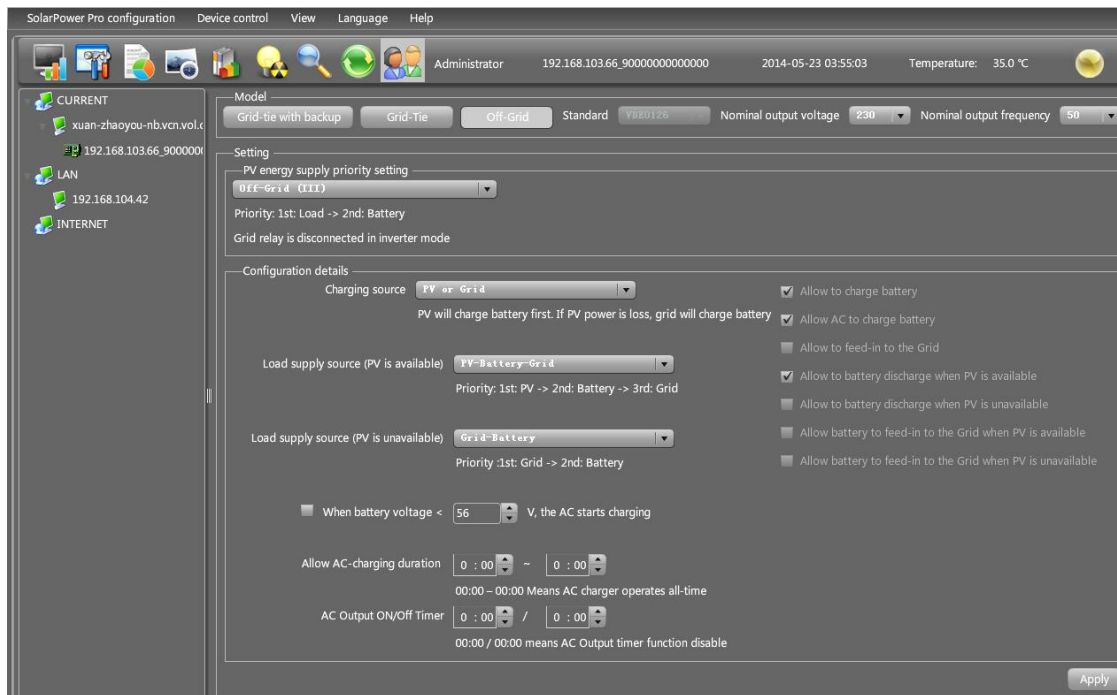 SolarPower Pro configuration Device control View Language Help
Administrator 192.168.103.66_90000000000000 2014-05-23 03:55:03 Temperature: 35.0 ℃
CURRENT
xuan-zhaoyou-nb.vcn.vol.c
192.168.103.66_900000
LAN
192.168.104.42
INTERNET
Model
Grid-tie with backup Grid-Tie Off-Grid Standard VDE0126 Nominal output voltage 230 Nominal output frequency 50
Setting
PV energy supply priority setting
Off-Grid (III)
Priority: 1st: Load -> 2nd: Battery
Grid relay is disconnected in inverter mode
Configuration details
Charging source PV or Grid
PV will charge battery first. If PV power is loss, grid will charge battery
Load supply source (PV is available) PV-Battery-Grid
Priority: 1st: PV -> 2nd: Battery -> 3rd: Grid
Load supply source (PV is unavailable) Grid-Battery
Priority :1st: Grid -> 2nd: Battery
When battery voltage < 56 V, the AC starts charging
Allow AC-charging duration 0 : 00 ~ 0 : 00
00:00 – 00:00 Means AC charger operates all-time
AC Output ON/Off Timer 0 : 00 / 0 : 00
00:00 / 00:00 means AC Output timer function disable
Allow to charge battery
Allow AC to charge battery
Allow to feed-in to the Grid
Allow to battery discharge when PV is available
Allow to battery discharge when PV is unavailable
Allow battery to feed-in to the Grid when PV is available
Allow battery to feed-in to the Grid when PV is unavailable
Apply